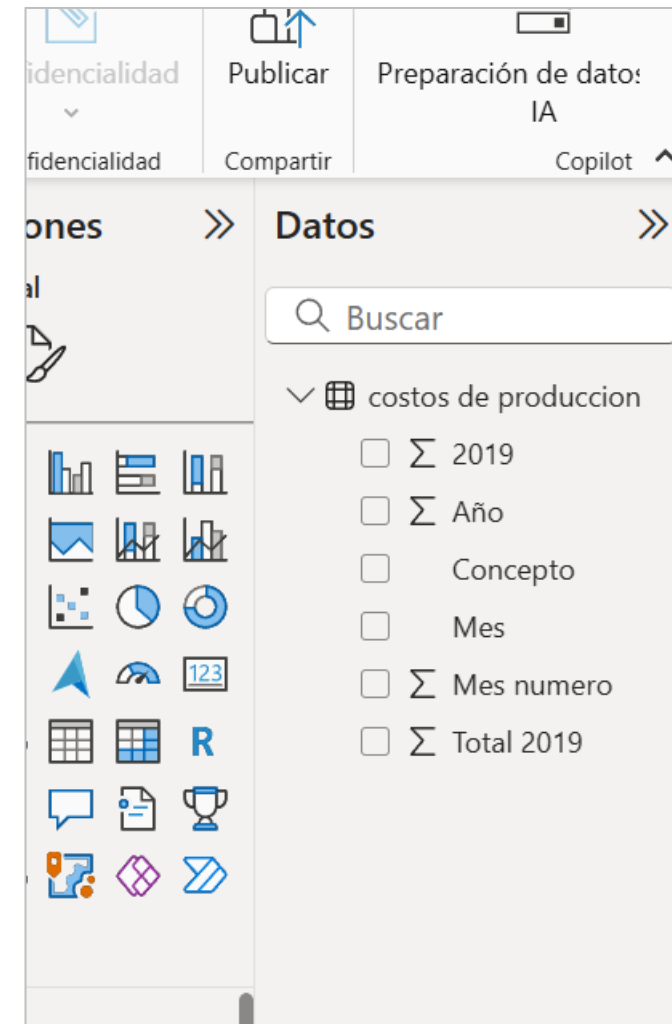 idencialidad
Publicar
Preparación de datos
IA
fidencialidad
Compartir
Copilot
ones
Datos
al
Buscar
costos de produccion
2019
Año
Concepto
Mes
Mes numero
Total 2019
123
R